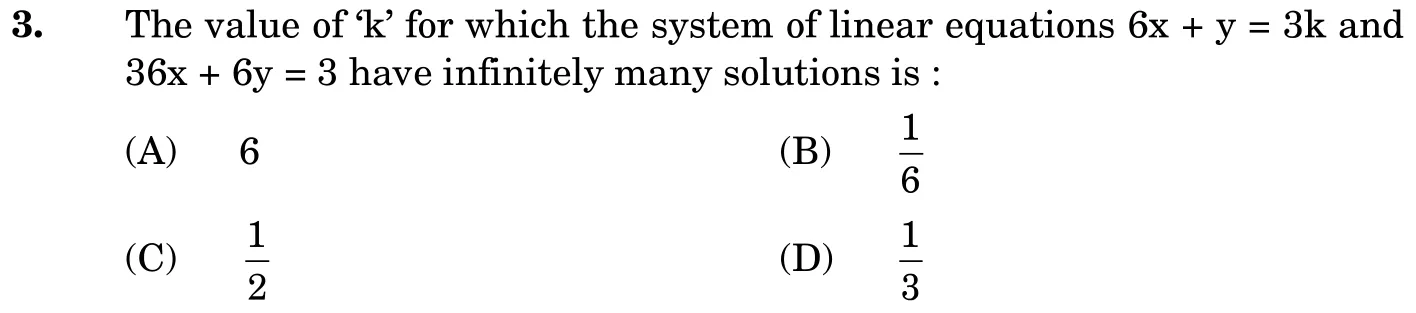 3. The value of ‘k’ for which the system of linear equations 6x + y = 3k and
36x + 6y = 3 have infinitely many solutions is :
(A) 6 (B) 1/6
(C) 1/2 (D) 1/3